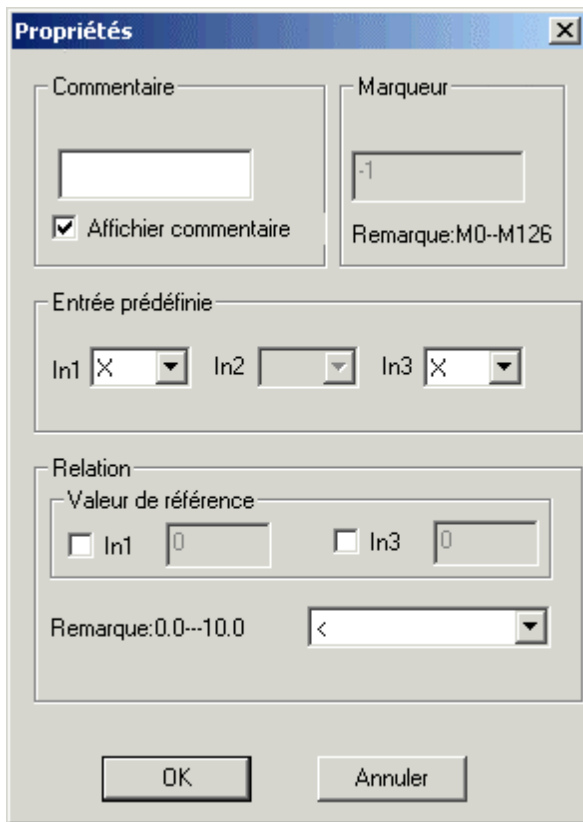 Propriétés
Commentaire
Affichier commentaire
Marqueur
-1
Remarque:M0--M126
Entrée prédéfinie
In1 X In2 In3 X
Relation
Valeur de référence
In1 0 In3 0
Remarque:0.0---10.0 <
OK Annuler